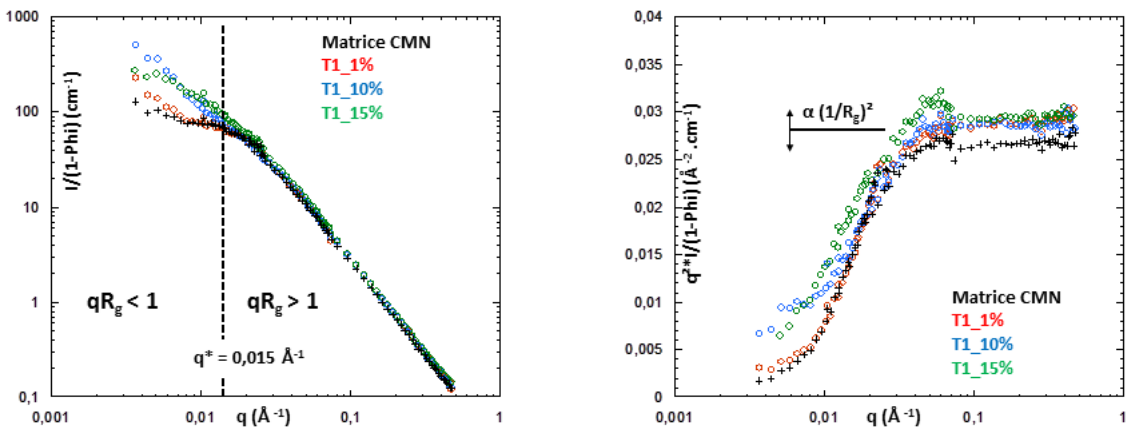 1000
100
10
1
0,1
I/(1-Phi) (cm⁻¹)
Matrice CMN
T1_1%
T1_10%
T1_15%
qRg < 1
qRg > 1
q* = 0,015 Å⁻¹
0,001
0,01
0,1
1
q (Å⁻¹)
0,04
0,035
0,03
0,025
0,02
0,015
0,01
0,005
0
q²*I/(1-Phi) (Å⁻².cm⁻¹)
α (1/Rg)²
Matrice CMN
T1_1%
T1_10%
T1_15%
0,001
0,01
0,1
1
q (Å⁻¹)